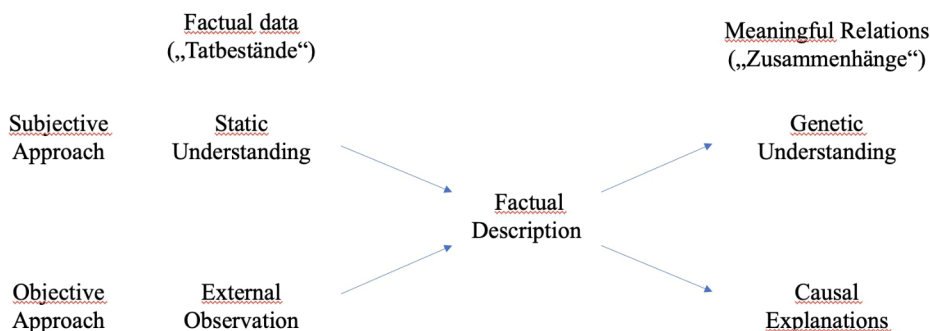 Factual data
(„Tatbestände“)
Meaningful Relations
(„Zusammenhänge“)
Subjective
Approach
Static
Understanding
Genetic
Understanding
Factual
Description
Objective
Approach
External
Observation
Causal
Explanations